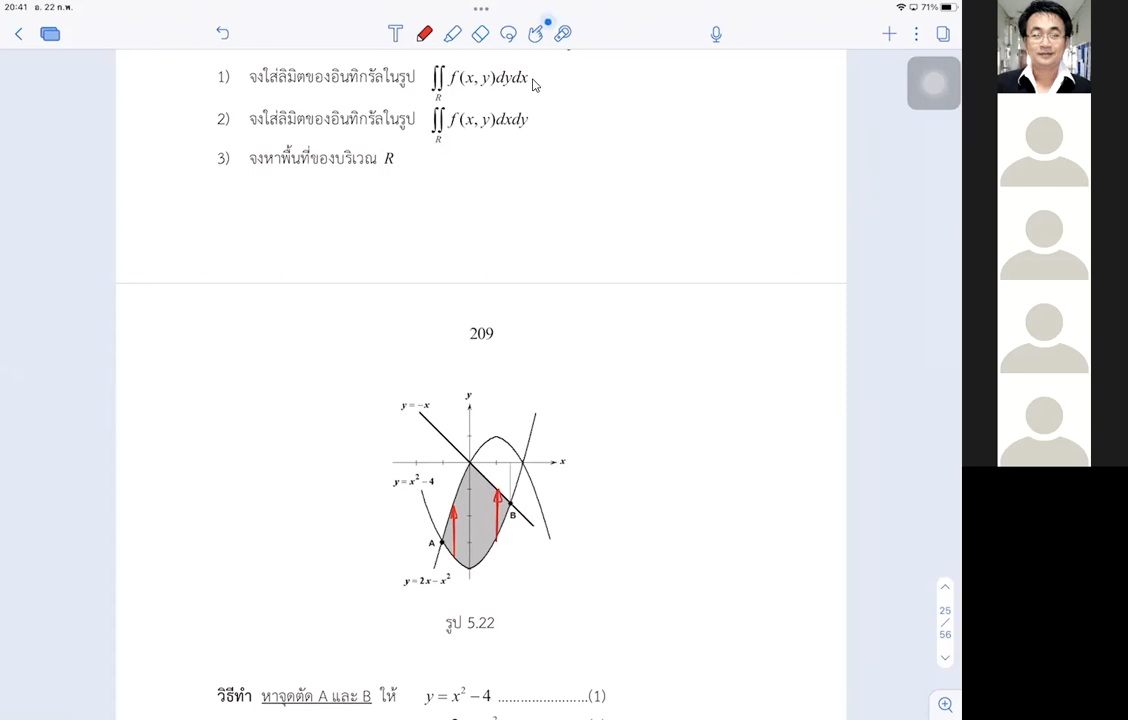 20:41 อ. 22 ก.พ. 71%
1) จงใส่ลิมิตของอินทิกรัลในรูป ∬ f(x, y)dydx
R
2) จงใส่ลิมิตของอินทิกรัลในรูป ∬ f(x, y)dxdy
R
3) จงหาพื้นที่ของบริเวณ R
209
y
y = -x
x
y = x² - 4
B
A
y = 2x - x²
รูป 5.22
25
/
56
วิธีทำ หาจุดตัด A และ B ให้ y = x² - 4 ......................(1)